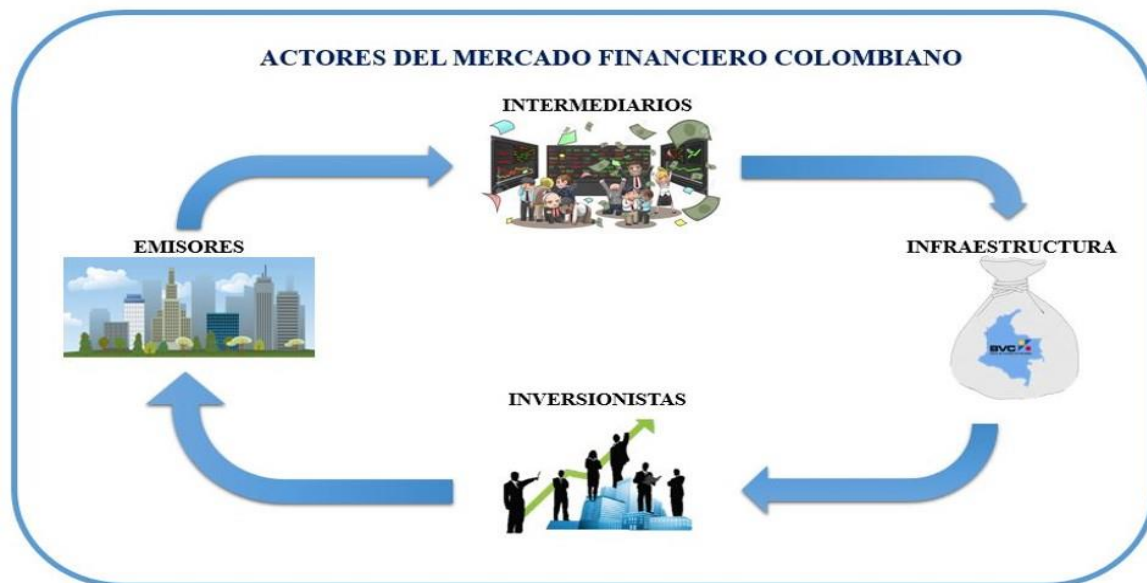 ACTORES DEL MERCADO FINANCIERO COLOMBIANO
INTERMEDIARIOS
EMISORES
INFRAESTRUCTURA
BVC
INVERSIONISTAS